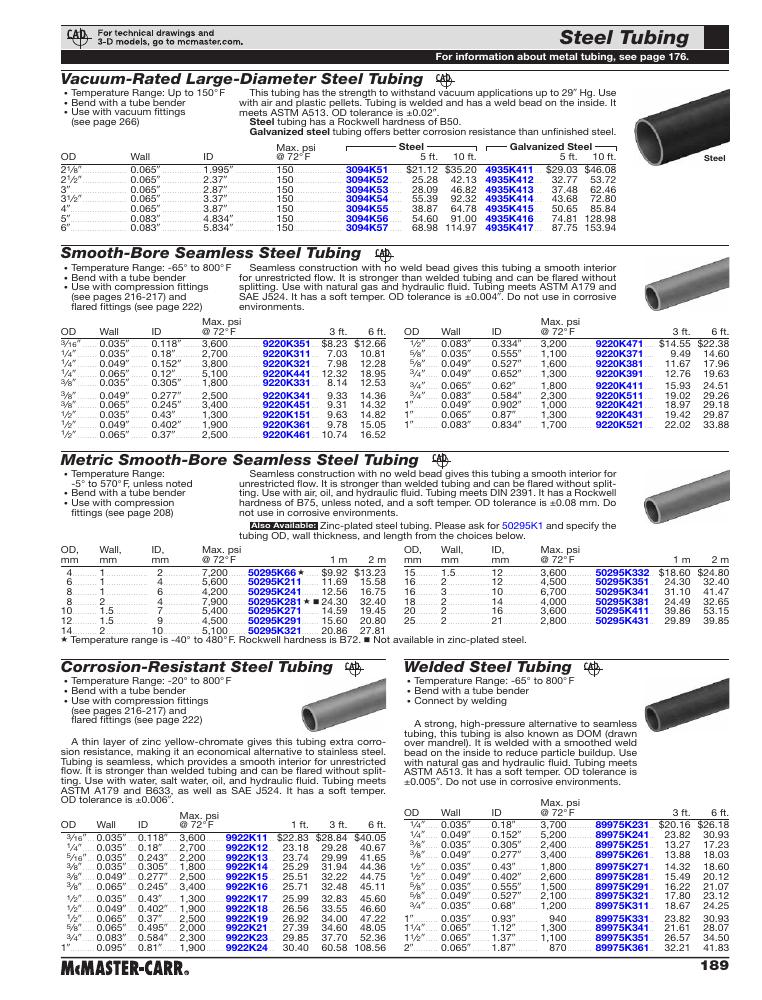 CAD For technical drawings and
3-D models, go to mcmaster.com.
Steel Tubing
For information about metal tubing, see page 176.
Vacuum-Rated Large-Diameter Steel Tubing CAD
• Temperature Range: Up to 150°F
• Bend with a tube bender
• Use with vacuum fittings
(see page 266)
This tubing has the strength to withstand vacuum applications up to 29" Hg. Use
with air and plastic pellets. Tubing is welded and has a weld bead on the inside. It
meets ASTM A513. OD tolerance is ±0.02".
Steel tubing has a Rockwell hardness of B50.
Galvanized steel tubing offers better corrosion resistance than unfinished steel.
Steel
Max. psi Steel Galvanized Steel
OD Wall ID @ 72°F 5 ft. 10 ft. 5 ft. 10 ft.
2 1/8" 0.065" 1.995" 150 3094K51 $21.12 $35.20 4935K411 $29.03 $46.08
2 1/2" 0.065" 2.37" 150 3094K52 25.28 42.13 4935K412 32.77 53.72
3" 0.065" 2.87" 150 3094K53 28.09 46.82 4935K413 37.48 62.46
3 1/2" 0.065" 3.37" 150 3094K54 55.39 92.32 4935K414 43.68 72.80
4" 0.065" 3.87" 150 3094K55 38.87 64.78 4935K415 50.65 85.84
5" 0.083" 4.834" 150 3094K56 54.60 91.00 4935K416 74.81 128.98
6" 0.083" 5.834" 150 3094K57 68.98 114.97 4935K417 87.75 153.94
Smooth-Bore Seamless Steel Tubing CAD
• Temperature Range: -65° to 800°F
• Bend with a tube bender
• Use with compression fittings
(see pages 216-217) and
flared fittings (see page 222)
Seamless construction with no weld bead gives this tubing a smooth interior
for unrestricted flow. It is stronger than welded tubing and can be flared without
splitting. Use with natural gas and hydraulic fluid. Tubing meets ASTM A179 and
SAE J524. It has a soft temper. OD tolerance is ±0.004". Do not use in corrosive
environments.
Max. psi
OD Wall ID @ 72°F 3 ft. 6 ft.
3/16" 0.035" 0.118" 3,600 9220K351 $8.23 $12.66
1/4" 0.035" 0.18" 2,700 9220K311 7.03 10.81
1/4" 0.049" 0.152" 3,800 9220K321 7.98 12.28
1/4" 0.065" 0.12" 5,100 9220K441 12.32 18.95
3/8" 0.035" 0.305" 1,800 9220K331 8.14 12.53
3/8" 0.049" 0.277" 2,500 9220K341 9.33 14.36
3/8" 0.065" 0.245" 3,400 9220K451 9.31 14.32
1/2" 0.035" 0.43" 1,300 9220K151 9.63 14.82
1/2" 0.049" 0.402" 1,900 9220K361 9.78 15.05
1/2" 0.065" 0.37" 2,500 9220K461 10.74 16.52
Max. psi
OD Wall ID @ 72°F 3 ft. 6 ft.
1/2" 0.083" 0.334" 3,200 9220K471 $14.55 $22.38
5/8" 0.035" 0.555" 1,100 9220K371 9.49 14.60
5/8" 0.049" 0.527" 1,600 9220K381 11.67 17.96
3/4" 0.049" 0.652" 1,300 9220K391 12.76 19.63
3/4" 0.065" 0.62" 1,800 9220K411 15.93 24.51
3/4" 0.083" 0.584" 2,300 9220K511 19.02 29.26
1" 0.049" 0.902" 1,000 9220K421 18.97 29.18
1" 0.065" 0.87" 1,300 9220K431 19.42 29.87
1" 0.083" 0.834" 1,700 9220K521 22.02 33.88
Metric Smooth-Bore Seamless Steel Tubing CAD
• Temperature Range:
-5° to 570°F, unless noted
• Bend with a tube bender
• Use with compression
fittings (see page 208)
Seamless construction with no weld bead gives this tubing a smooth interior for
unrestricted flow. It is stronger than welded tubing and can be flared without split-
ting. Use with air, oil, and hydraulic fluid. Tubing meets DIN 2391. It has a Rockwell
hardness of B75, unless noted, and a soft temper. OD tolerance is ±0.08 mm. Do
not use in corrosive environments.
Also Available: Zinc-plated steel tubing. Please ask for 50295K1 and specify the
tubing OD, wall thickness, and length from the choices below.
OD, Wall, ID, Max. psi
mm mm mm @ 72°F 1 m 2 m
4 1 2 7,200 50295K66 ★ $9.92 $13.23
6 1 4 5,600 50295K211 11.69 15.58
8 1 6 4,200 50295K241 12.56 16.75
8 2 4 7,900 50295K281 ★ ■ 24.30 32.40
10 1.5 7 5,400 50295K271 14.59 19.45
12 1.5 9 4,500 50295K291 15.60 20.80
14 2 10 5,100 50295K321 20.86 27.81
OD, Wall, ID, Max. psi
mm mm mm @ 72°F 1 m 2 m
15 1.5 12 3,600 50295K332 $18.60 $24.80
16 2 12 4,500 50295K351 24.30 32.40
16 3 10 6,700 50295K341 31.10 41.47
18 2 14 4,000 50295K381 24.49 32.65
20 2 16 3,600 50295K411 39.86 53.15
25 2 21 2,800 50295K431 29.89 39.85
★ Temperature range is -40° to 480°F. Rockwell hardness is B72. ■ Not available in zinc-plated steel.
Corrosion-Resistant Steel Tubing CAD
• Temperature Range: -20° to 800°F
• Bend with a tube bender
• Use with compression fittings
(see pages 216-217) and
flared fittings (see page 222)
A thin layer of zinc yellow-chromate gives this tubing extra corro-
sion resistance, making it an economical alternative to stainless steel.
Tubing is seamless, which provides a smooth interior for unrestricted
flow. It is stronger than welded tubing and can be flared without split-
ting. Use with water, salt water, oil, and hydraulic fluid. Tubing meets
ASTM A179 and B633, as well as SAE J524. It has a soft temper.
OD tolerance is ±0.006".
Max. psi
OD Wall ID @ 72°F 1 ft. 3 ft. 6 ft.
3/16" 0.035" 0.118" 3,600 9922K11 $22.83 $28.84 $40.05
1/4" 0.035" 0.18" 2,700 9922K12 23.18 29.28 40.67
5/16" 0.035" 0.243" 2,200 9922K13 23.74 29.99 41.65
3/8" 0.035" 0.305" 1,800 9922K14 25.29 31.94 44.36
3/8" 0.049" 0.277" 2,500 9922K15 25.51 32.22 44.75
3/8" 0.065" 0.245" 3,400 9922K16 25.71 32.48 45.11
1/2" 0.035" 0.43" 1,300 9922K17 25.99 32.83 45.60
1/2" 0.049" 0.402" 1,900 9922K18 26.56 33.55 46.60
1/2" 0.065" 0.37" 2,500 9922K19 26.92 34.00 47.22
5/8" 0.065" 0.495" 2,000 9922K21 27.39 34.60 48.05
3/4" 0.083" 0.584" 2,300 9922K23 29.85 37.70 52.36
1" 0.095" 0.81" 1,900 9922K24 30.40 60.58 108.56
Welded Steel Tubing CAD
• Temperature Range: -65° to 800°F
• Bend with a tube bender
• Connect by welding
A strong, high-pressure alternative to seamless
tubing, this tubing is also known as DOM (drawn
over mandrel). It is welded with a smoothed weld
bead on the inside to reduce particle buildup. Use
with natural gas and hydraulic fluid. Tubing meets
ASTM A513. It has a soft temper. OD tolerance is
±0.005". Do not use in corrosive environments.
Max. psi
OD Wall ID @ 72°F 3 ft. 6 ft.
1/4" 0.035" 0.18" 3,700 89975K231 $20.16 $26.18
1/4" 0.049" 0.152" 5,200 89975K241 23.82 30.93
3/8" 0.035" 0.305" 2,400 89975K251 13.27 17.23
3/8" 0.049" 0.277" 3,400 89975K261 13.88 18.03
1/2" 0.035" 0.43" 1,800 89975K271 14.32 18.60
1/2" 0.049" 0.402" 2,600 89975K281 15.49 20.12
5/8" 0.035" 0.555" 1,500 89975K291 16.22 21.07
5/8" 0.049" 0.527" 2,100 89975K321 17.80 23.12
3/4" 0.035" 0.68" 1,200 89975K311 18.67 24.25
1" 0.035" 0.93" 940 89975K331 23.82 30.93
1 1/4" 0.065" 1.12" 1,300 89975K341 21.61 28.07
1 1/2" 0.065" 1.37" 1,100 89975K351 26.57 34.50
2" 0.065" 1.87" 870 89975K361 32.21 41.83
McMASTER-CARR®
189